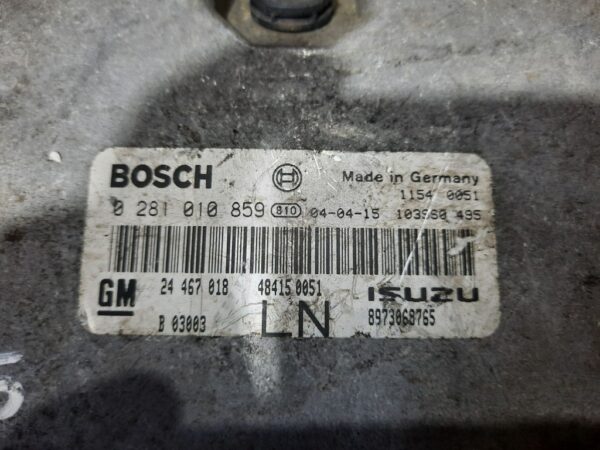 BOSCH Made in Germany
1154 0051
0 281 010 859 810 04-04-15 103SG0 495
GM 24 467 018 48415 0051 ISUZU
B 03003 LN 8973068765